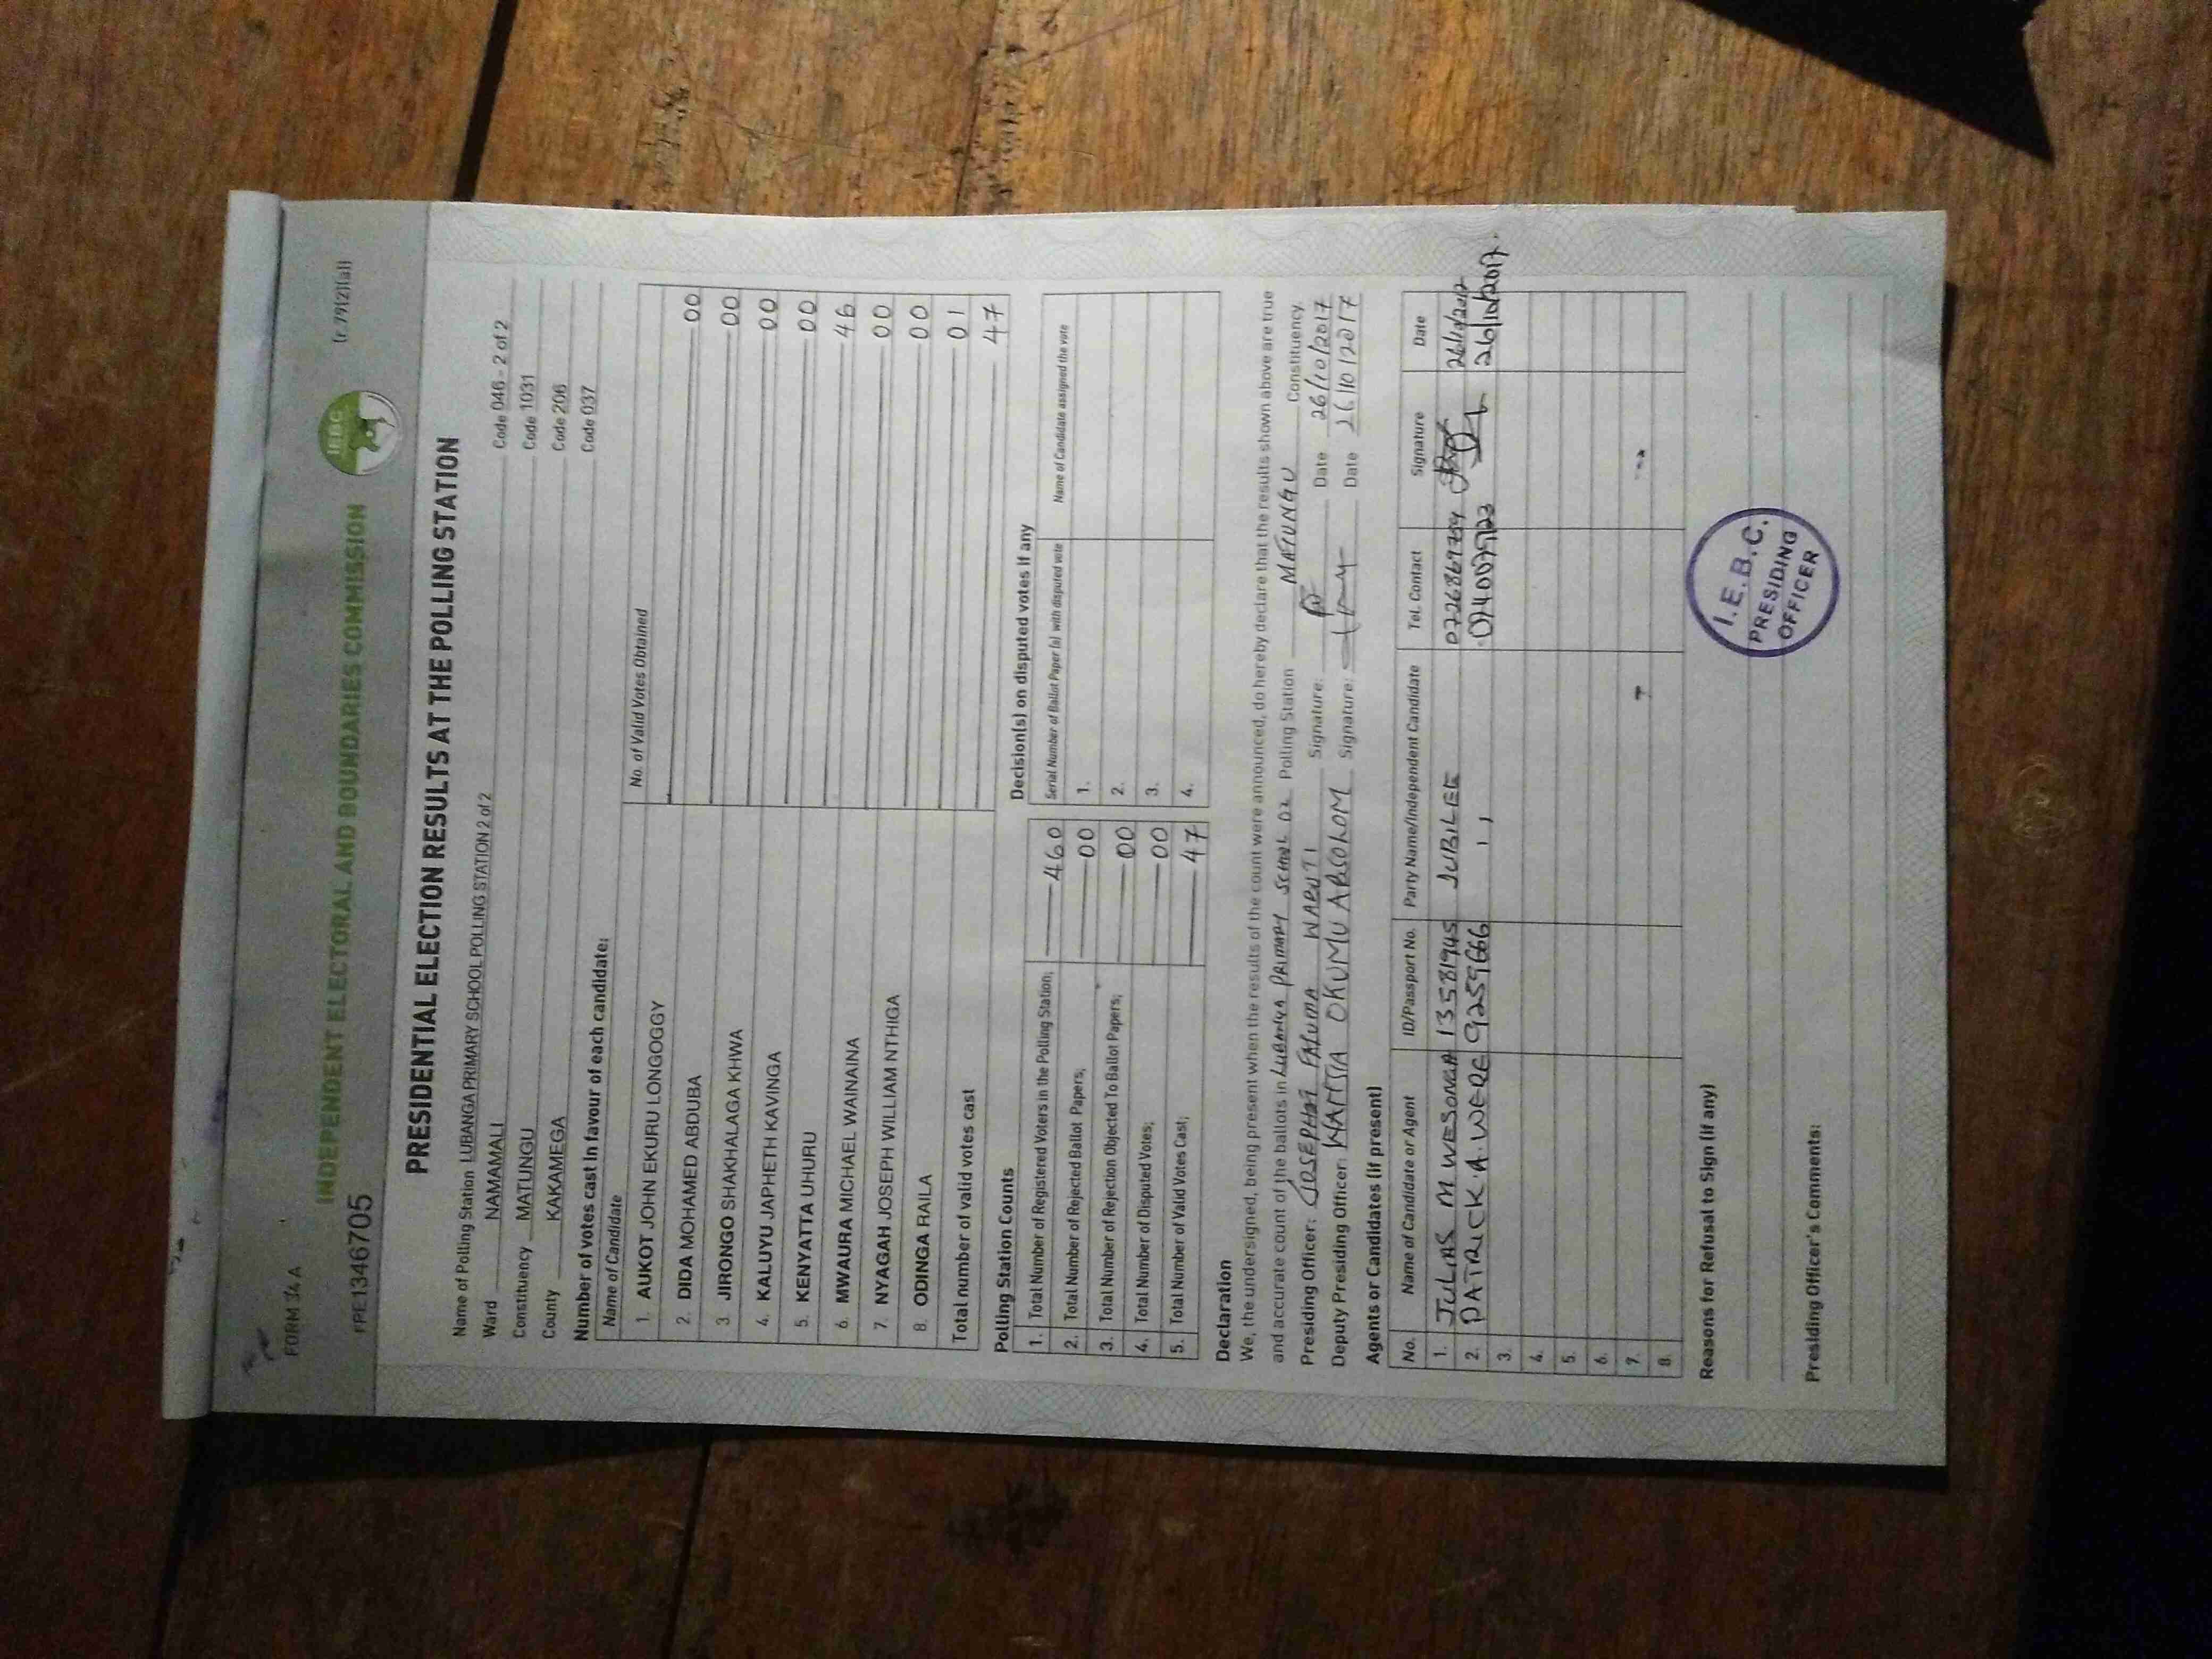 FORM 34 A
(r.79(2)(a))
INDEPENDENT ELECTORAL AND BOUNDARIES COMMISSION
IEBC
PRE1346705
PRESIDENTIAL ELECTION RESULTS AT THE POLLING STATION
Name of Polling Station LUBANGA PRIMARY SCHOOL POLLING STATION 2 of 2 Code 046 - 2 of 2
Ward NAMAMALI Code 1031
Constituency MATUNGU Code 206
County KAKAMEGA Code 037
Number of votes cast in favour of each candidate:
Name of Candidate No. of Valid Votes Obtained
1. AUKOT JOHN EKURU LONGOGGY 00
2. DIDA MOHAMED ABDUBA 00
3. JIRONGO SHAKHALAGA KHWA 00
4. KALUYU JAPHETH KAVINGA 00
5. KENYATTA UHURU 46
6. MWAURA MICHAEL WAINAINA 00
7. NYAGAH JOSEPH WILLIAM NTHIGA 00
8. ODINGA RAILA 01
Total number of valid votes cast 47
Polling Station Counts
1. Total Number of Registered Voters in the Polling Station; 460
2. Total Number of Rejected Ballot Papers; 00
3. Total Number of Rejection Objected To Ballot Papers; 00
4. Total Number of Disputed Votes; 00
5. Total Number of Valid Votes Cast; 47
Decision(s) on disputed votes if any
Serial Number of Ballot Paper (s) with disputed vote Name of Candidate assigned the vote
1.
2.
3.
4.
Declaration
We, the undersigned, being present when the results of the count were announced, do hereby declare that the results shown above are true
and accurate count of the ballots in LUBANGA PRIMARY SCHOOL 02 Polling Station MATUNGU Constituency.
Presiding Officer: JOSEPHAT PALUMA WABUTI Signature: Date 26/10/2017
Deputy Presiding Officer: WAMSIA OKUMU ABSOLOM Signature: Date 26/10/2017
Agents or Candidates (if present)
No. Name of Candidate or Agent ID/Passport No. Party Name/Independent Candidate Tel. Contact Signature Date
1. JULIAS M WESONGA 13581945 JUBILEE 0726869759 26/10/2017
2. PATRICK.A.WERE 9259666 ,, 26/10/2017.
3.
4.
5.
6.
7.
8.
Reasons for Refusal to Sign (if any)
Presiding Officer's Comments:
I.E.B.C.
PRESIDING
OFFICER